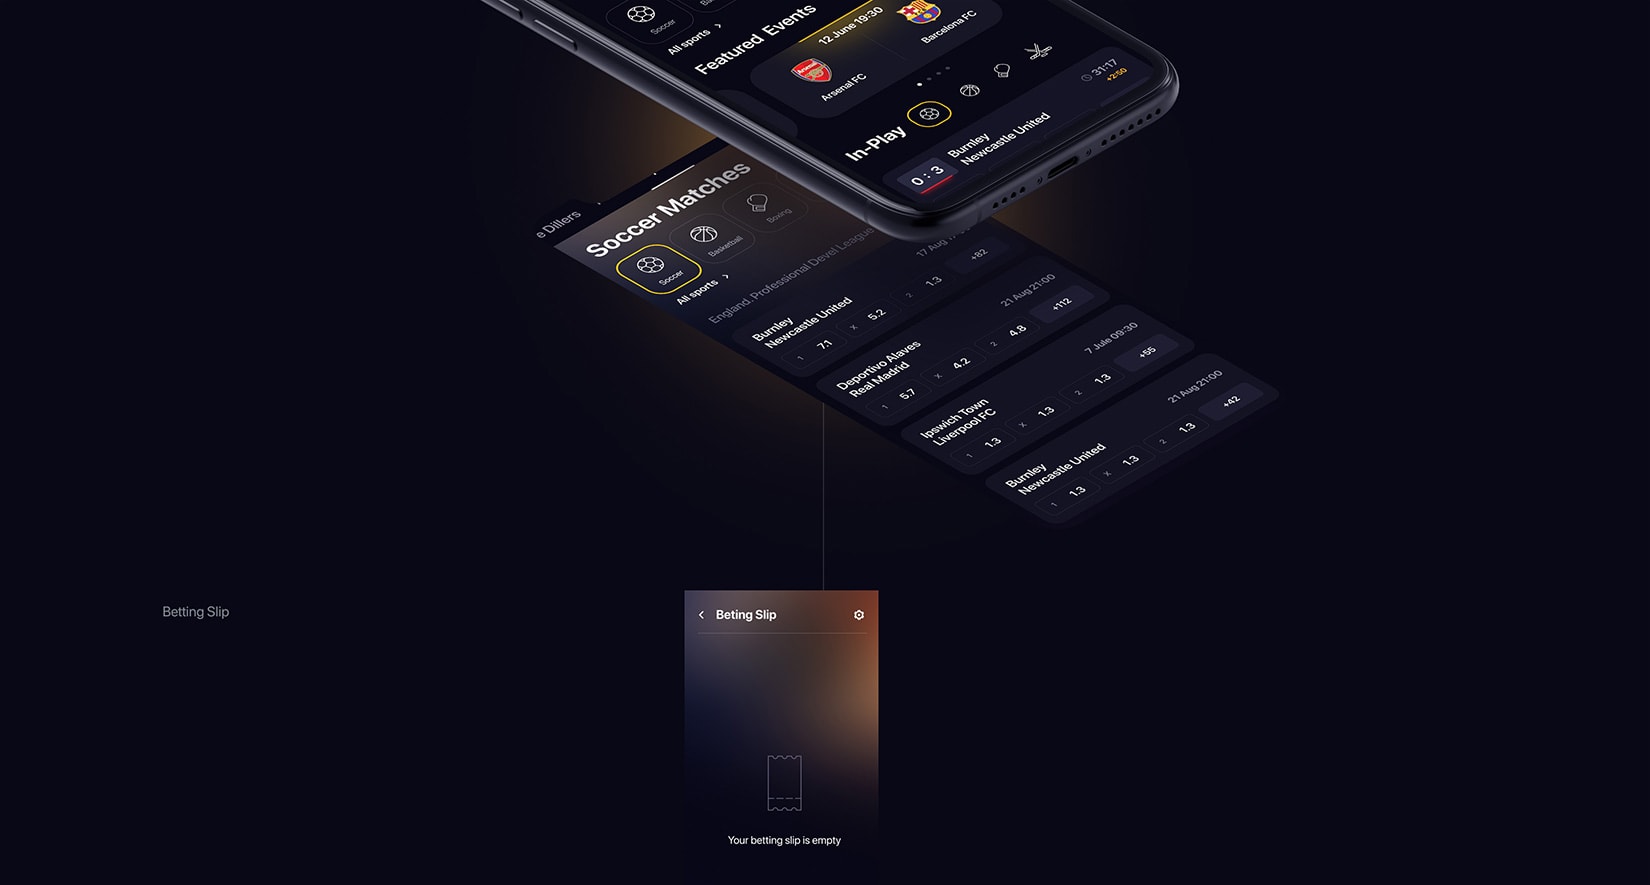 Soccer
All sports
Featured Events
12 June 19:30
Arsenal
Arsenal FC
Barcelona FC
In-Play
31:17
+2:50
0 : 3
Burnley
Newcastle United
e Dillers
Soccer Matches
Soccer
Basketball
Boxing
All sports
England, Professional Devel League
17 Aug
Burnley
Newcastle United
1 7.1
X 5.2
2 1.3
+82
21 Aug 21:00
Deportivo Alaves
Real Madrid
1 5.7
X 4.2
2 4.8
+112
7 Jule 09:30
Ipswich Town
Liverpool FC
1 1.3
X 1.3
2 1.3
+55
21 Aug 21:00
Burnley
Newcastle United
1 1.3
X 1.3
2 1.3
+42
Betting Slip
Beting Slip
Your betting slip is empty